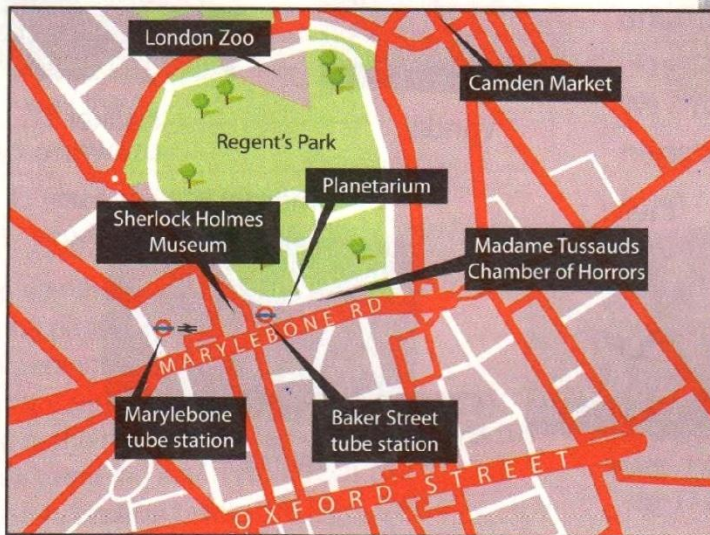 London Zoo
Camden Market
Regent's Park
Planetarium
Sherlock Holmes
Museum
Madame Tussauds
Chamber of Horrors
MARYLEBONE RD
Marylebone
tube station
Baker Street
tube station
OXFORD STREET